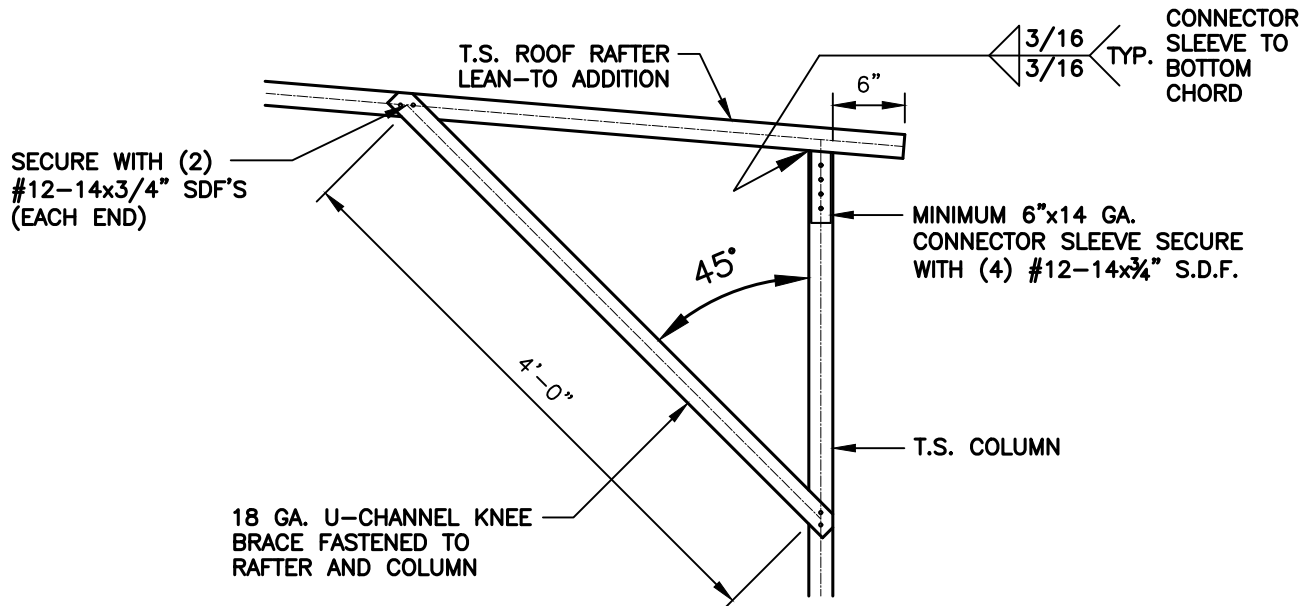 T.S. ROOF RAFTER
LEAN-TO ADDITION
3/16
3/16
TYP.
CONNECTOR
SLEEVE TO
BOTTOM
CHORD
6"
SECURE WITH (2)
#12-14x3/4" SDF'S
(EACH END)
MINIMUM 6"x14 GA.
CONNECTOR SLEEVE SECURE
WITH (4) #12-14x¾" S.D.F.
45°
4'-0"
T.S. COLUMN
18 GA. U-CHANNEL KNEE
BRACE FASTENED TO
RAFTER AND COLUMN